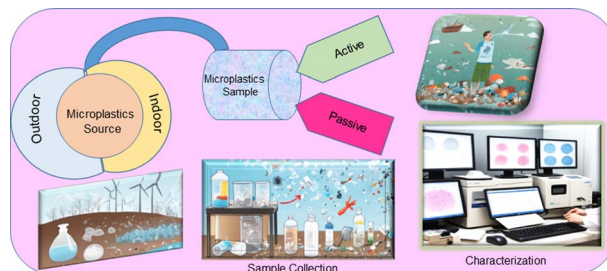 Outdoor
Microplastics
Source
Indoor
Microplastics
Sample
Active
Passive
Sample Collection
Characterization